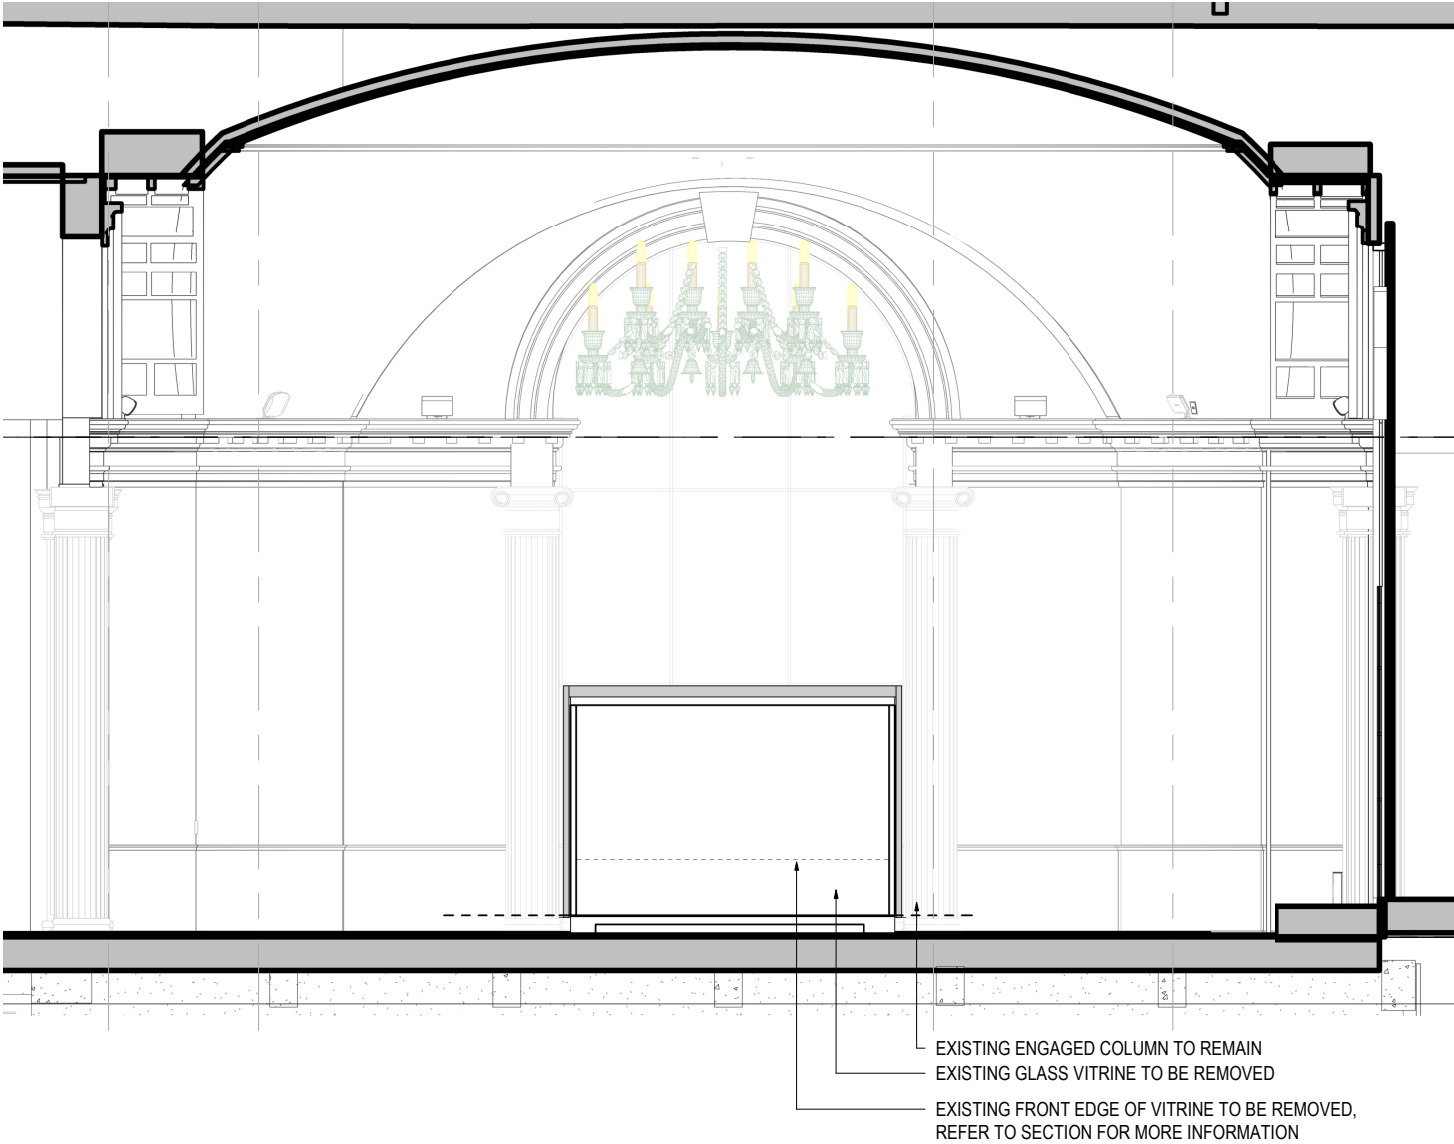 EXISTING ENGAGED COLUMN TO REMAIN
EXISTING GLASS VITRINE TO BE REMOVED
EXISTING FRONT EDGE OF VITRINE TO BE REMOVED,
REFER TO SECTION FOR MORE INFORMATION